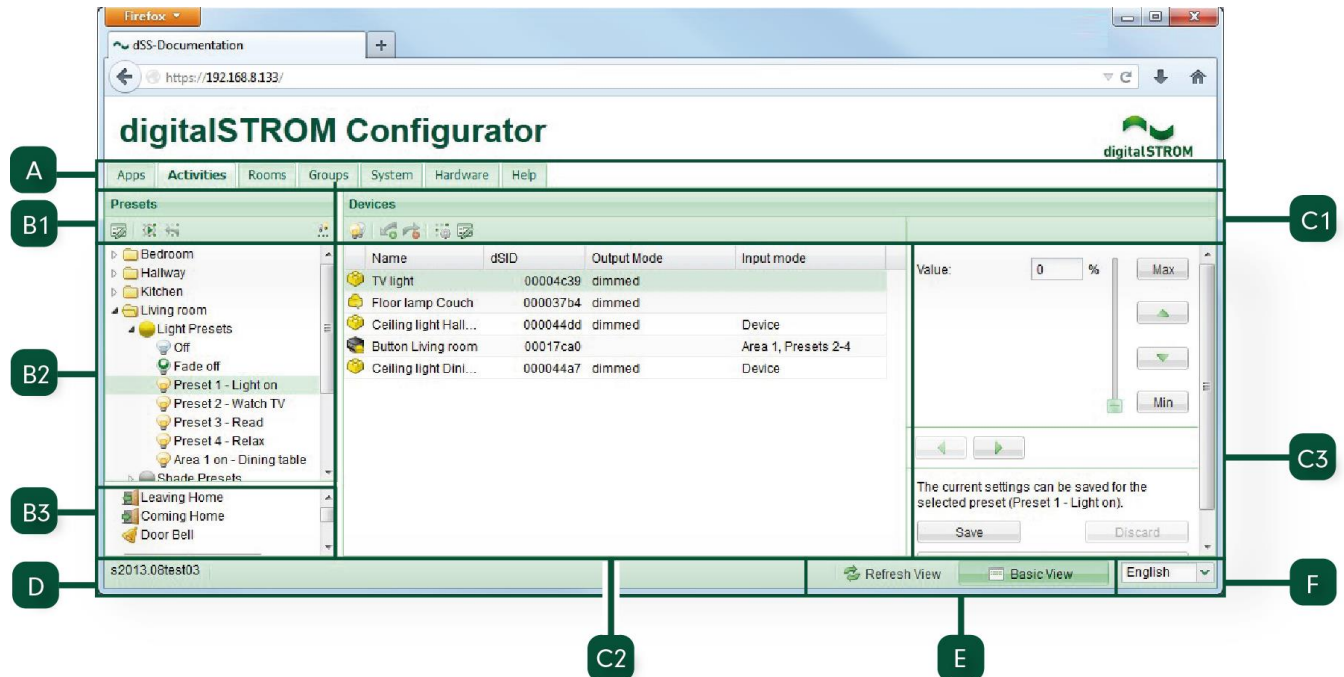 Firefox
dSS-Documentation
https://192.168.8.133/
digitalSTROM Configurator
digitalSTROM
A
Apps Activities Rooms Groups System Hardware Help
B1
Presets
Devices
C1
Name dSID Output Mode Input mode
Bedroom
Hallway
Kitchen
Living room
Light Presets
Off
Fade off
Preset 1 - Light on
Preset 2 - Watch TV
Preset 3 - Read
Preset 4 - Relax
Area 1 on - Dining table
Shade Presets
B2
TV light 00004c39 dimmed
Floor lamp Couch 000037b4 dimmed
Ceiling light Hall... 000044dd dimmed Device
Button Living room 00017ca0 Area 1, Presets 2-4
Ceiling light Dini... 000044a7 dimmed Device
Value: 0 % Max
Min
The current settings can be saved for the
selected preset (Preset 1 - Light on).
Save Discard
C3
B3
Leaving Home
Coming Home
Door Bell
D
s2013.08test03
Refresh View Basic View English
F
C2
E